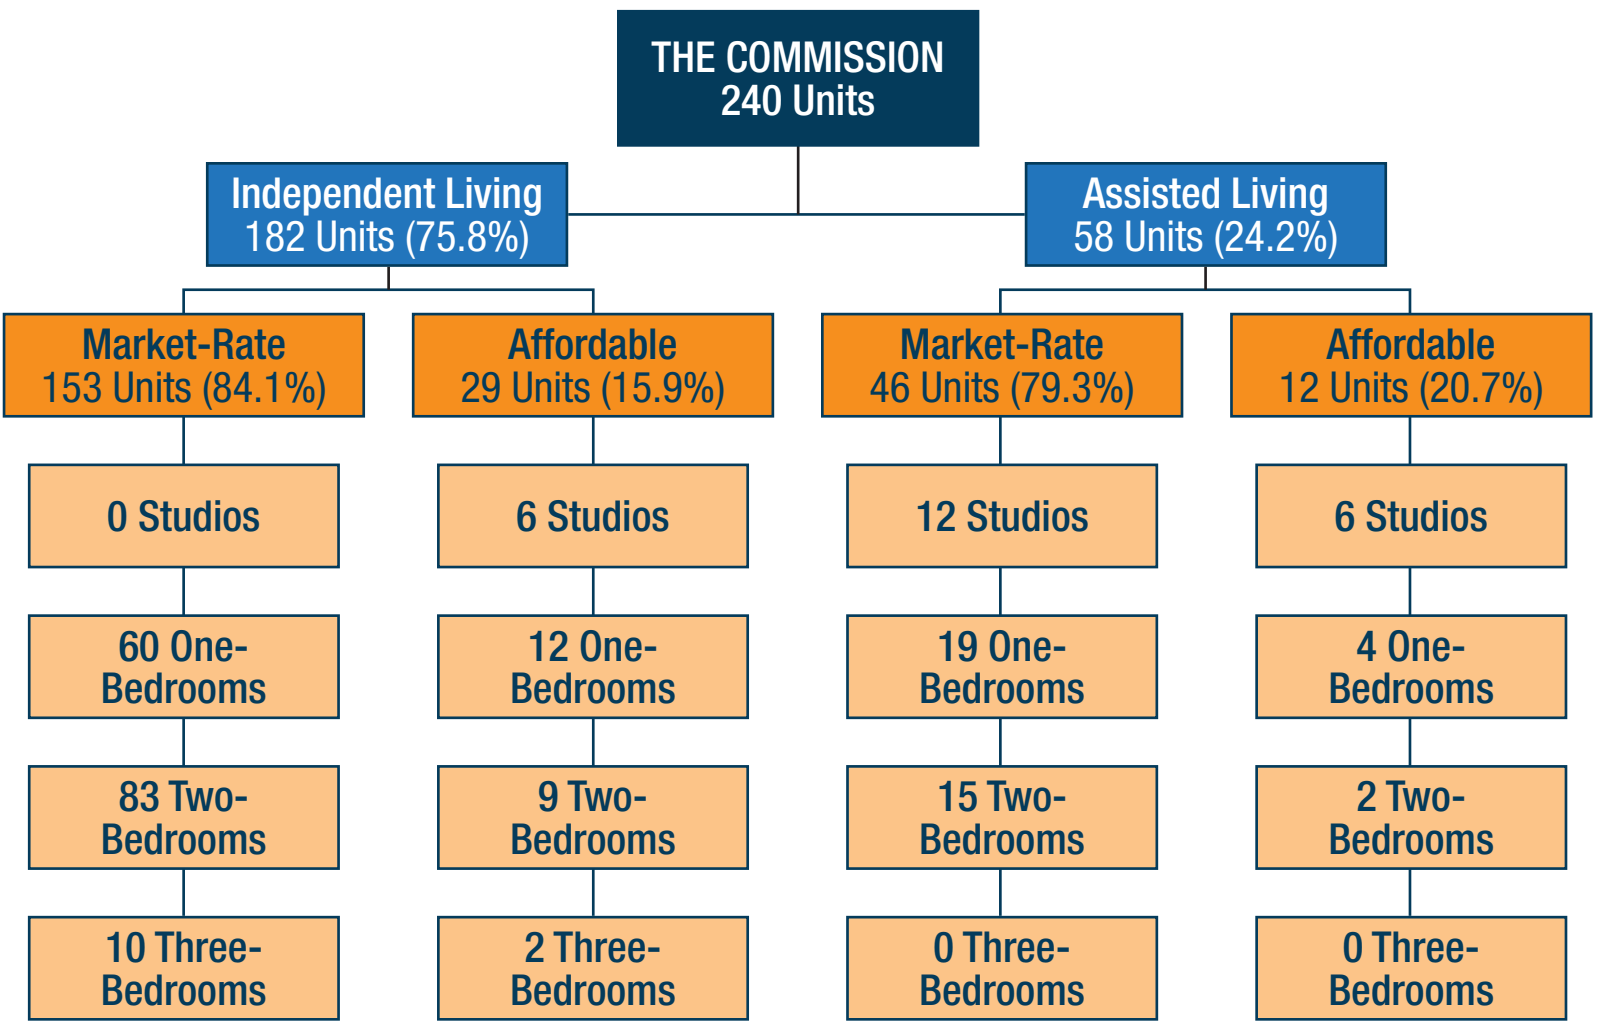 THE COMMISSION
240 Units
Independent Living
182 Units (75.8%)
Assisted Living
58 Units (24.2%)
Market-Rate
153 Units (84.1%)
Affordable
29 Units (15.9%)
Market-Rate
46 Units (79.3%)
Affordable
12 Units (20.7%)
0 Studios
6 Studios
12 Studios
6 Studios
60 One-
Bedrooms
12 One-
Bedrooms
19 One-
Bedrooms
4 One-
Bedrooms
83 Two-
Bedrooms
9 Two-
Bedrooms
15 Two-
Bedrooms
2 Two-
Bedrooms
10 Three-
Bedrooms
2 Three-
Bedrooms
0 Three-
Bedrooms
0 Three-
Bedrooms